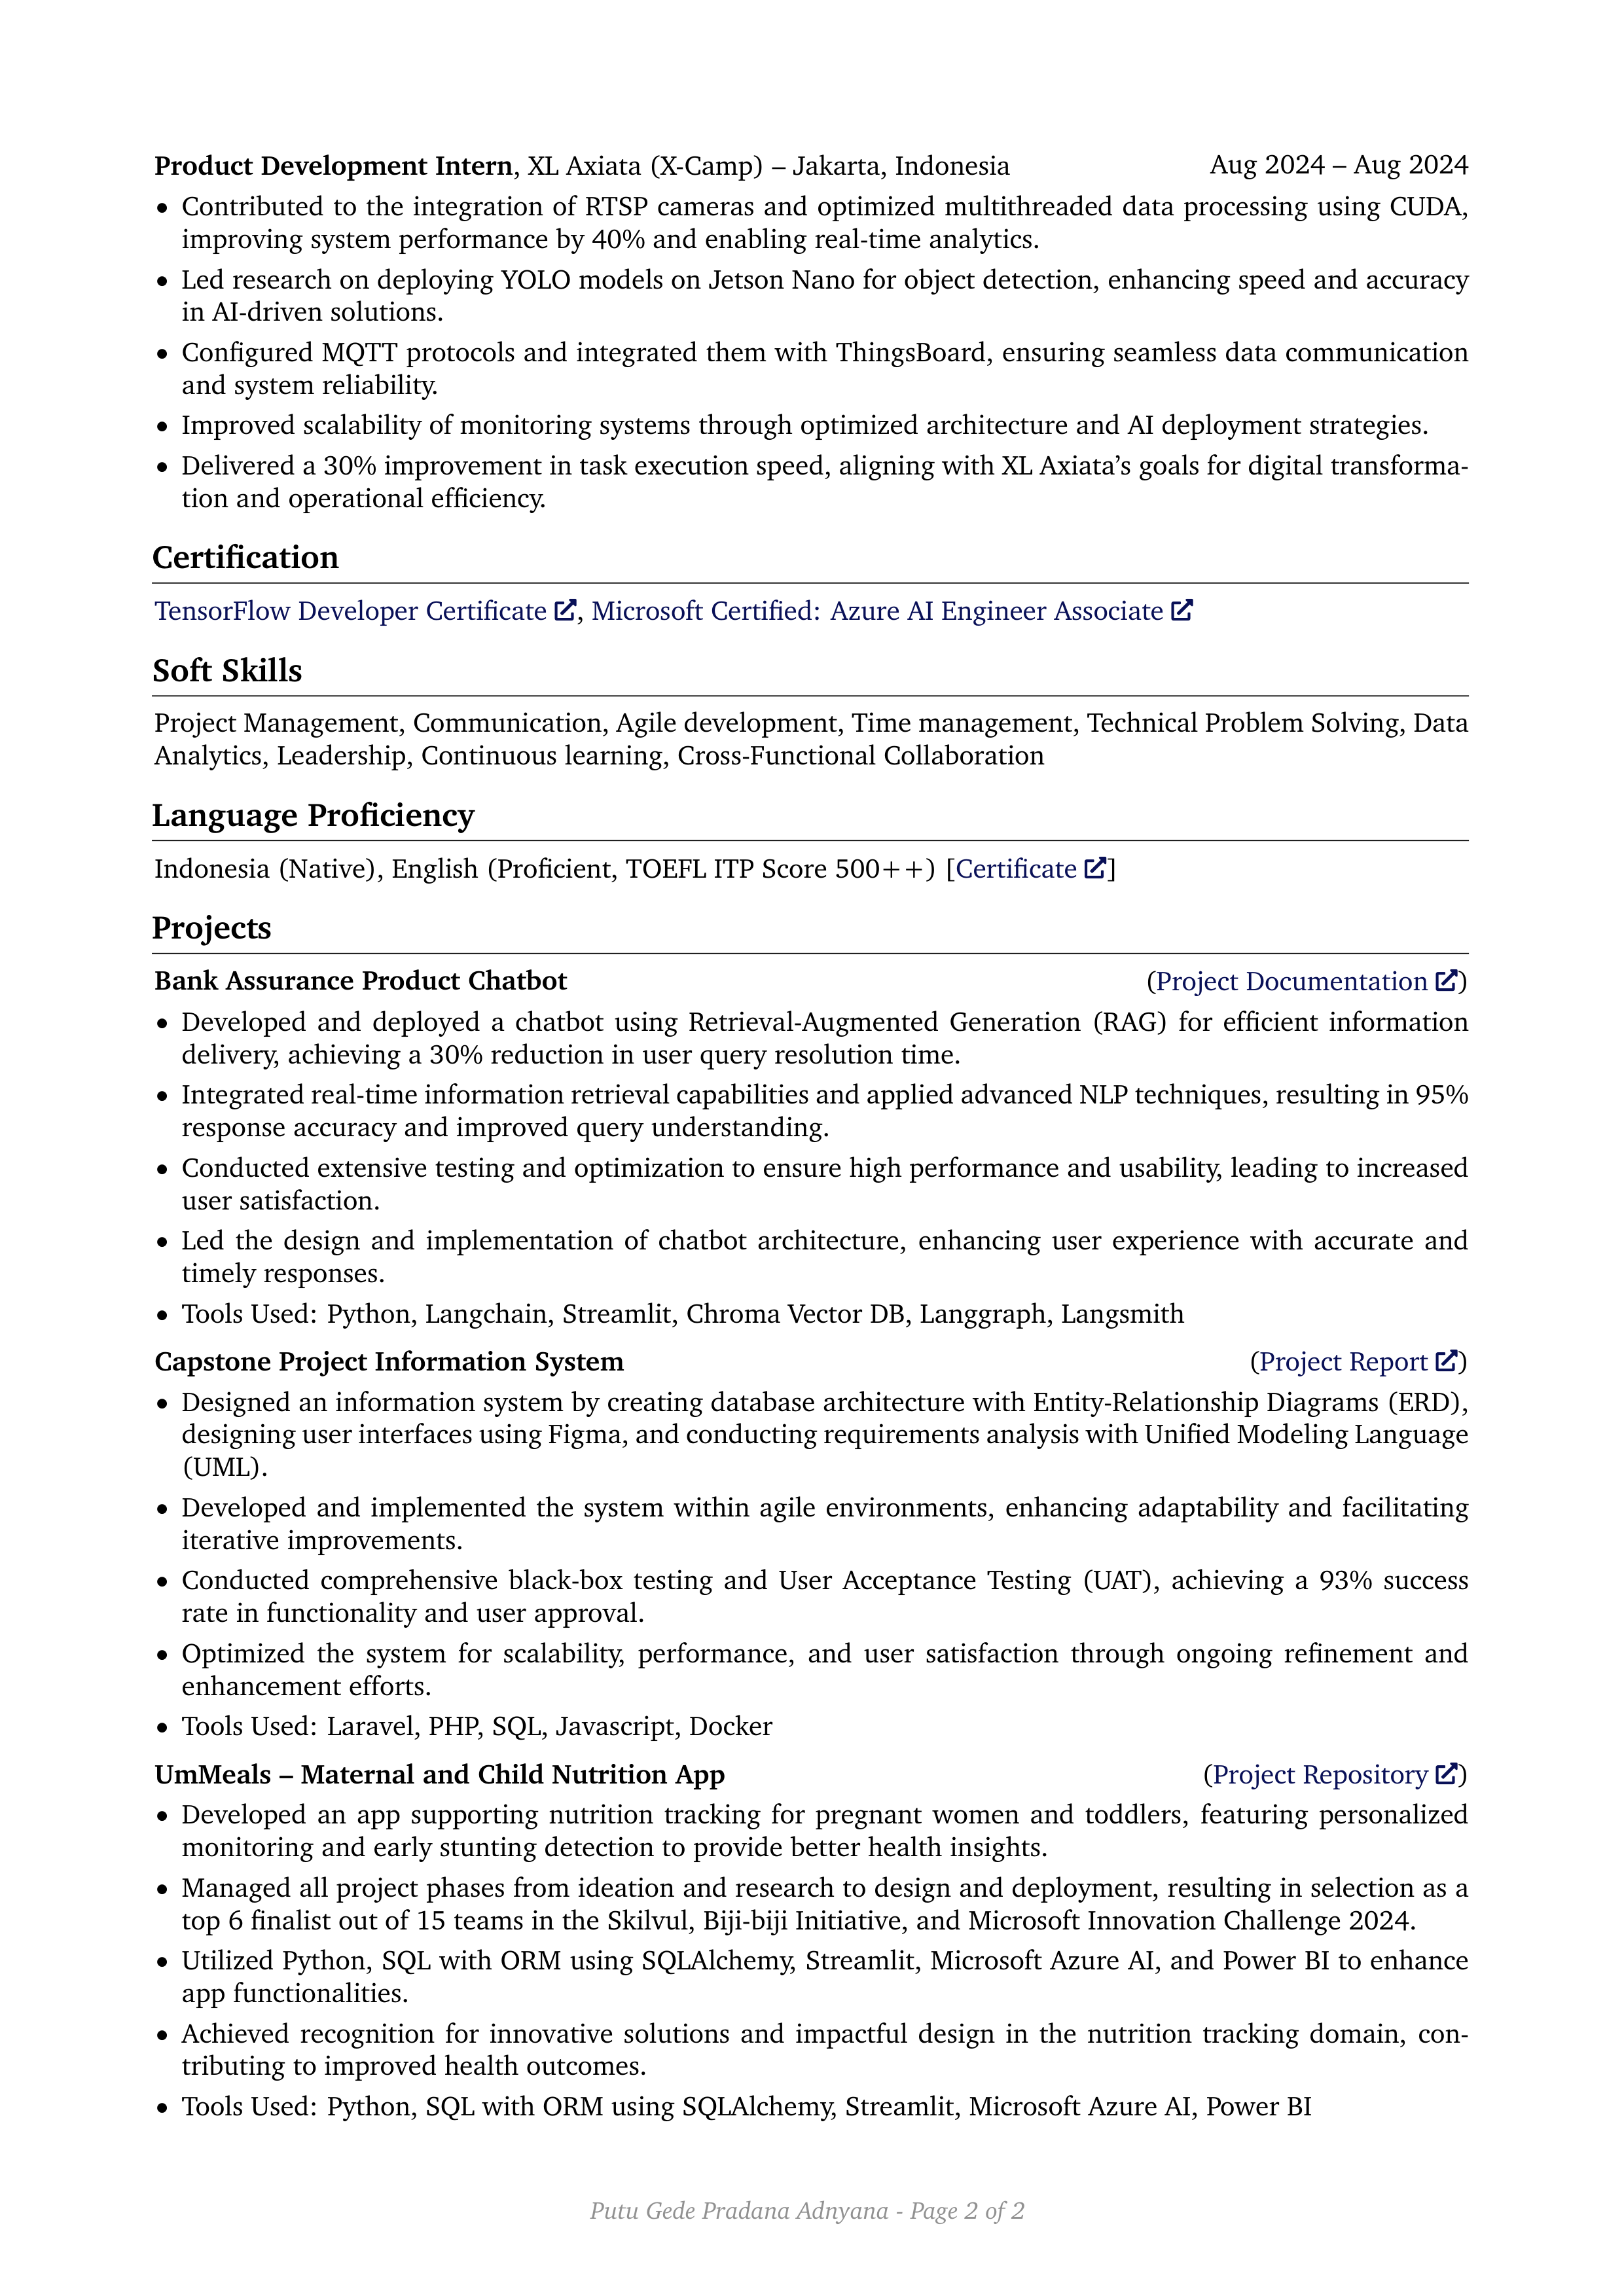 Product Development Intern, XL Axiata (X-Camp) – Jakarta, Indonesia Aug 2024 – Aug 2024
• Contributed to the integration of RTSP cameras and optimized multithreaded data processing using CUDA,
improving system performance by 40% and enabling real-time analytics.
• Led research on deploying YOLO models on Jetson Nano for object detection, enhancing speed and accuracy
in AI-driven solutions.
• Configured MQTT protocols and integrated them with ThingsBoard, ensuring seamless data communication
and system reliability.
• Improved scalability of monitoring systems through optimized architecture and AI deployment strategies.
• Delivered a 30% improvement in task execution speed, aligning with XL Axiata’s goals for digital transforma-
tion and operational efficiency.
Certification
TensorFlow Developer Certificate, Microsoft Certified: Azure AI Engineer Associate
Soft Skills
Project Management, Communication, Agile development, Time management, Technical Problem Solving, Data
Analytics, Leadership, Continuous learning, Cross-Functional Collaboration
Language Proficiency
Indonesia (Native), English (Proficient, TOEFL ITP Score 500++) [Certificate]
Projects
Bank Assurance Product Chatbot (Project Documentation)
• Developed and deployed a chatbot using Retrieval-Augmented Generation (RAG) for efficient information
delivery, achieving a 30% reduction in user query resolution time.
• Integrated real-time information retrieval capabilities and applied advanced NLP techniques, resulting in 95%
response accuracy and improved query understanding.
• Conducted extensive testing and optimization to ensure high performance and usability, leading to increased
user satisfaction.
• Led the design and implementation of chatbot architecture, enhancing user experience with accurate and
timely responses.
• Tools Used: Python, Langchain, Streamlit, Chroma Vector DB, Langgraph, Langsmith
Capstone Project Information System (Project Report)
• Designed an information system by creating database architecture with Entity-Relationship Diagrams (ERD),
designing user interfaces using Figma, and conducting requirements analysis with Unified Modeling Language
(UML).
• Developed and implemented the system within agile environments, enhancing adaptability and facilitating
iterative improvements.
• Conducted comprehensive black-box testing and User Acceptance Testing (UAT), achieving a 93% success
rate in functionality and user approval.
• Optimized the system for scalability, performance, and user satisfaction through ongoing refinement and
enhancement efforts.
• Tools Used: Laravel, PHP, SQL, Javascript, Docker
UmMeals – Maternal and Child Nutrition App (Project Repository)
• Developed an app supporting nutrition tracking for pregnant women and toddlers, featuring personalized
monitoring and early stunting detection to provide better health insights.
• Managed all project phases from ideation and research to design and deployment, resulting in selection as a
top 6 finalist out of 15 teams in the Skilvul, Biji-biji Initiative, and Microsoft Innovation Challenge 2024.
• Utilized Python, SQL with ORM using SQLAlchemy, Streamlit, Microsoft Azure AI, and Power BI to enhance
app functionalities.
• Achieved recognition for innovative solutions and impactful design in the nutrition tracking domain, con-
tributing to improved health outcomes.
• Tools Used: Python, SQL with ORM using SQLAlchemy, Streamlit, Microsoft Azure AI, Power BI
Putu Gede Pradana Adnyana - Page 2 of 2